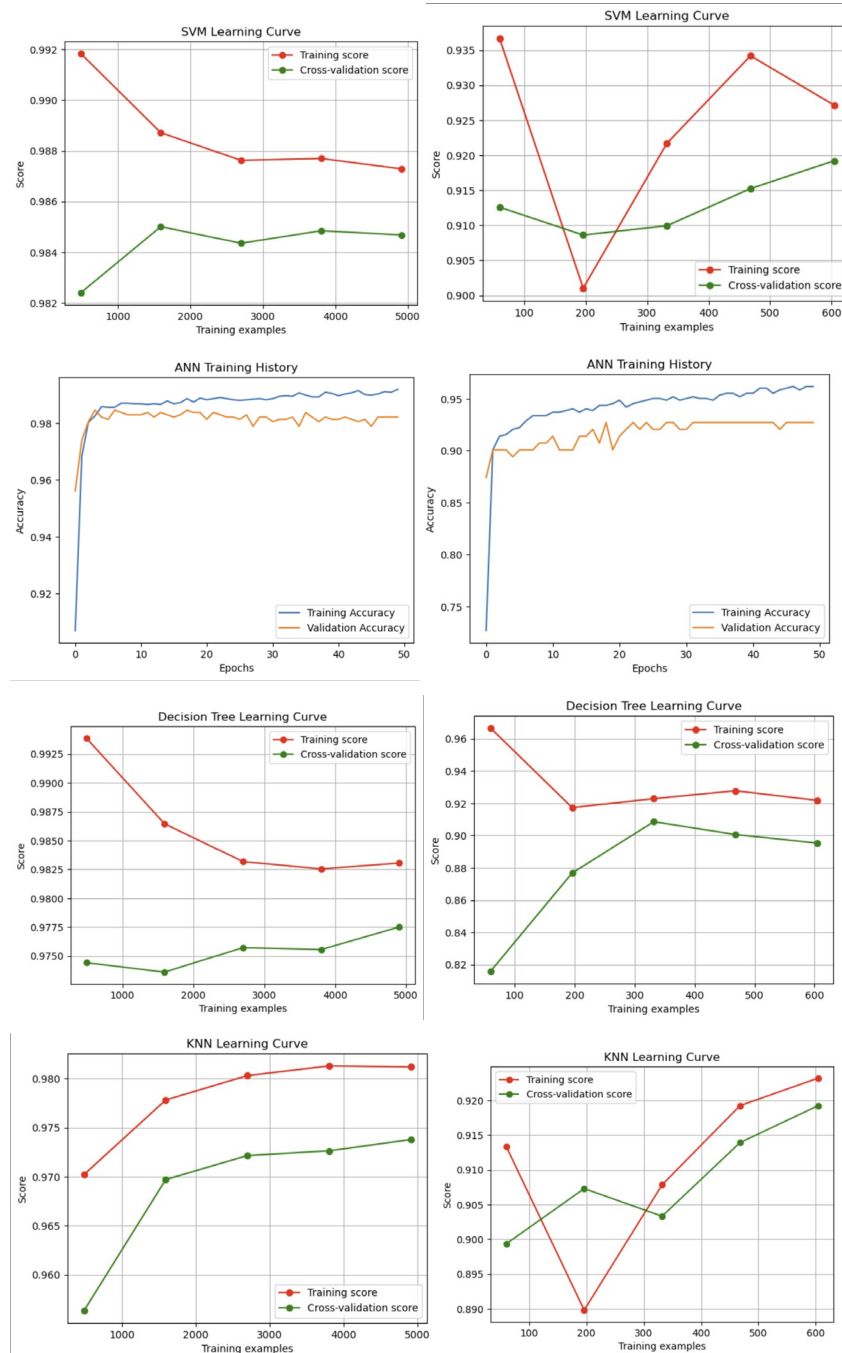 SVM Learning Curve
Training score
Cross-validation score
0.992
0.990
0.988
0.986
0.984
0.982
Score
1000 2000 3000 4000 5000
Training examples
SVM Learning Curve
0.935
0.930
0.925
0.920
0.915
0.910
0.905
0.900
Score
Training score
Cross-validation score
100 200 300 400 500 600
Training examples
ANN Training History
0.98
0.96
0.94
0.92
Accuracy
Training Accuracy
Validation Accuracy
0 10 20 30 40 50
Epochs
ANN Training History
0.95
0.90
0.85
0.80
0.75
Accuracy
Training Accuracy
Validation Accuracy
0 10 20 30 40 50
Epochs
Decision Tree Learning Curve
Training score
Cross-validation score
0.9925
0.9900
0.9875
0.9850
0.9825
0.9800
0.9775
0.9750
Score
1000 2000 3000 4000 5000
Training examples
Decision Tree Learning Curve
Training score
Cross-validation score
0.96
0.94
0.92
0.90
0.88
0.86
0.84
0.82
Score
100 200 300 400 500 600
Training examples
KNN Learning Curve
0.980
0.975
0.970
0.965
0.960
Score
Training score
Cross-validation score
1000 2000 3000 4000 5000
Training examples
KNN Learning Curve
Training score
Cross-validation score
0.920
0.915
0.910
0.905
0.900
0.895
0.890
Score
100 200 300 400 500 600
Training examples